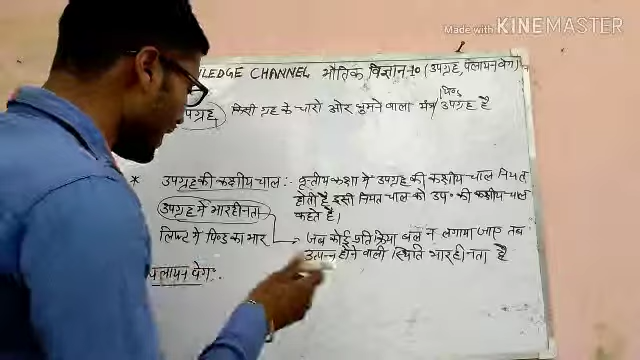 Made with KINEMASTER
LEDGE CHANNEL भौतिक विज्ञान-10 (उपग्रह, पलायन वेग)
पग्रह किसी ग्रह के चारो ओर घुमने वाला उपग्रह है
* उपग्रह की कक्षीय चाल :- वृत्तीय कक्षा में उपग्रह की कक्षीय चाल नियत
होती है इसी नियत चाल को उप० की कक्षीय चाल
कहते है।
उपग्रह में भारहीनता
लिफ्ट में पिण्ड का भार जब कोई प्रतिक्रिया बल न लगाया जाए तब
उत्पन्न होने वाली स्थिति भारहीनता है
पलायन वेग: